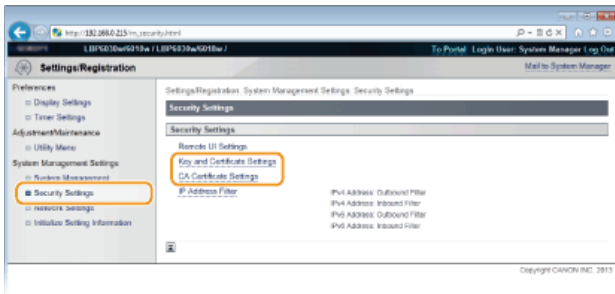 http://192.168.0.215/m_security.html
LBP6030w/6018w / LBP6030w/6018w /
To Portal Login User: System Manager Log Out
Settings/Registration
Mail to System Manager
Preferences
Display Settings
Timer Settings
Adjustment/Maintenance
Utility Menu
System Management Settings
System Management
Security Settings
Network Settings
Initialize Setting Information
Settings/Registration: System Management Settings: Security Settings
Security Settings
Security Settings
Remote UI Settings
Key and Certificate Settings
CA Certificate Settings
IP Address Filter
IPv4 Address: Outbound Filter
IPv4 Address: Inbound Filter
IPv6 Address: Outbound Filter
IPv6 Address: Inbound Filter
Copyright CANON INC. 2013